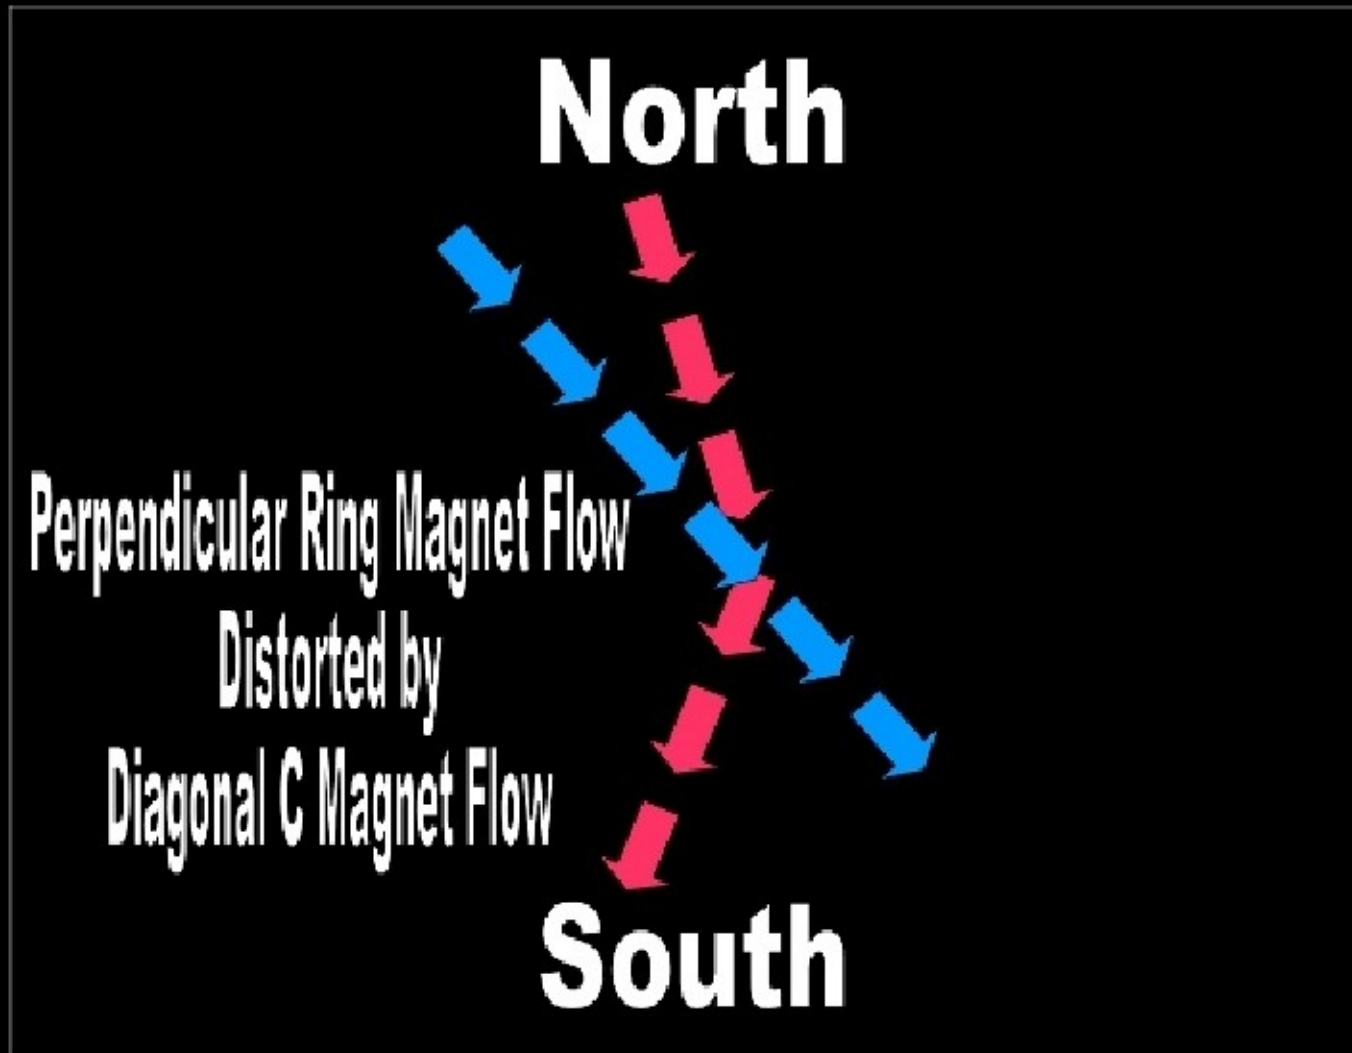 North
Perpendicular Ring Magnet Flow
Distorted by
Diagonal C Magnet Flow
South